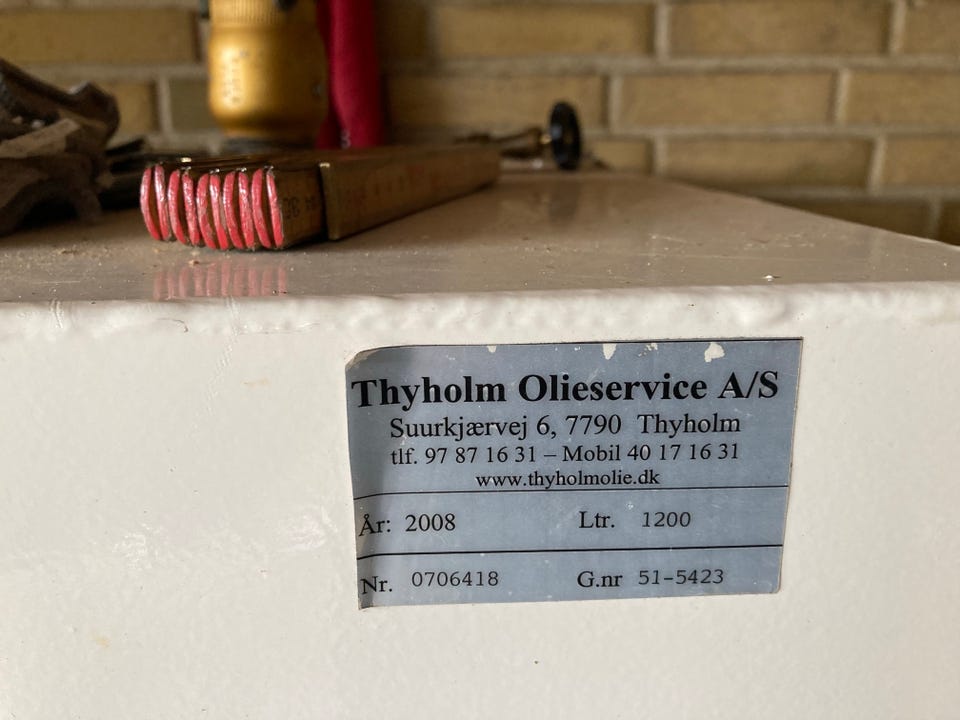 Thyholm Olieservice A/S
Suurkjærvej 6, 7790 Thyholm
tlf. 97 87 16 31 – Mobil 40 17 16 31
www.thyholmolie.dk
År: 2008 Ltr. 1200
Nr. 0706418 G.nr 51-5423